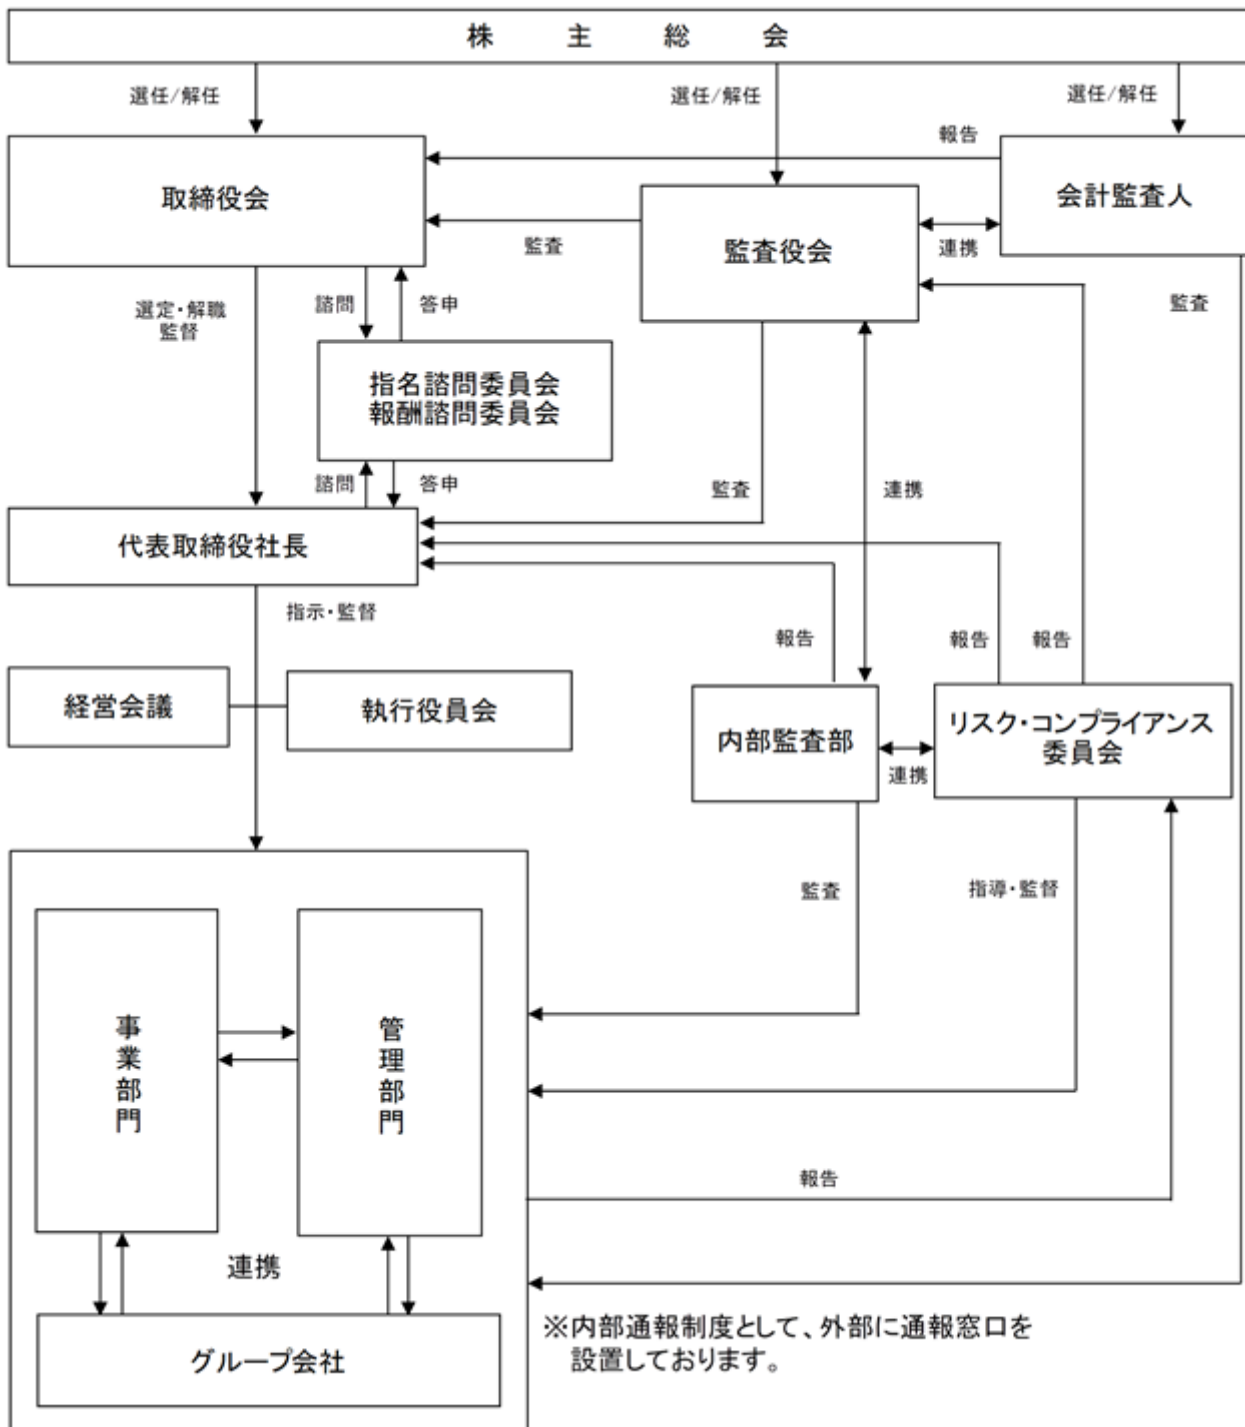 株主総会
選任/解任
選任/解任
選任/解任
報告
取締役会
会計監査人
監査
監査役会
連携
選定・解職
監督
諮問
答申
監査
指名諮問委員会
報酬諮問委員会
諮問
答申
監査
連携
代表取締役社長
指示・監督
報告
報告
報告
経営会議
執行役員会
内部監査部
連携
リスク・コンプライアンス
委員会
監査
指導・監督
事業部門
管理部門
報告
連携
グループ会社
※内部通報制度として、外部に通報窓口を
設置しております。